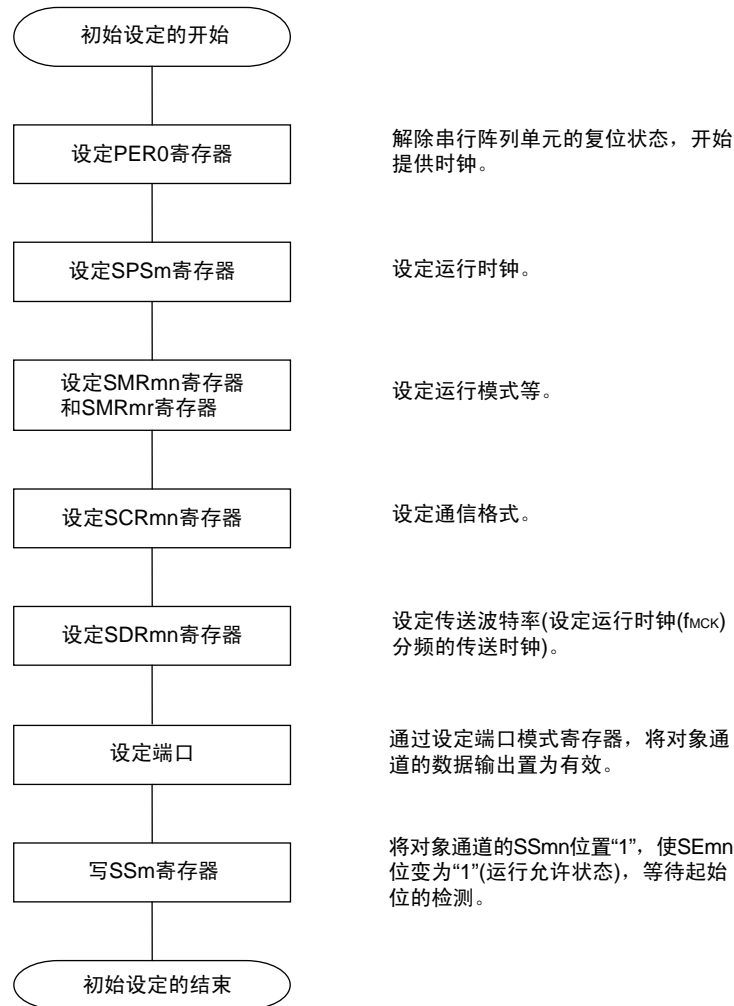 初始设定的开始
设定PER0寄存器
解除串行阵列单元的复位状态，开始
提供时钟。
设定SPSm寄存器
设定运行时钟。
设定SMRmn寄存器
和SMRmr寄存器
设定运行模式等。
设定SCRmn寄存器
设定通信格式。
设定SDRmn寄存器
设定传送波特率(设定运行时钟(fMCK)
分频的传送时钟)。
设定端口
通过设定端口模式寄存器，将对象通
道的数据输出置为有效。
写SSm寄存器
将对象通道的SSmn位置“1”，使SEmn
位变为“1”(运行允许状态)，等待起始
位的检测。
初始设定的结束